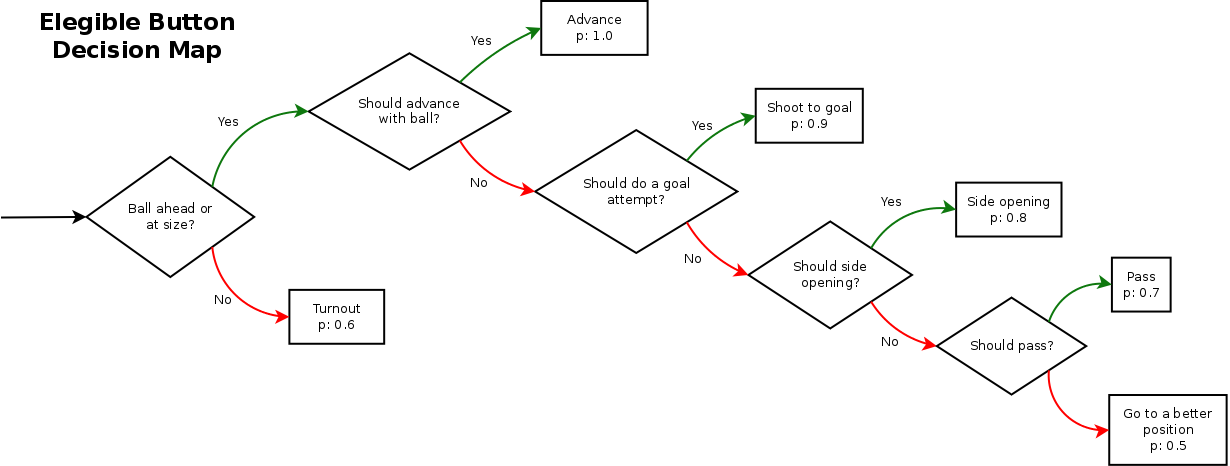 Elegible Button
Decision Map
Advance
p: 1.0
Yes
Should advance
with ball?
Shoot to goal
p: 0.9
Yes
Yes
No
Should do a goal
attempt?
Side opening
p: 0.8
Yes
Ball ahead or
at size?
No
Should side
opening?
Pass
p: 0.7
No
Turnout
p: 0.6
No
Should pass?
Go to a better
position
p: 0.5